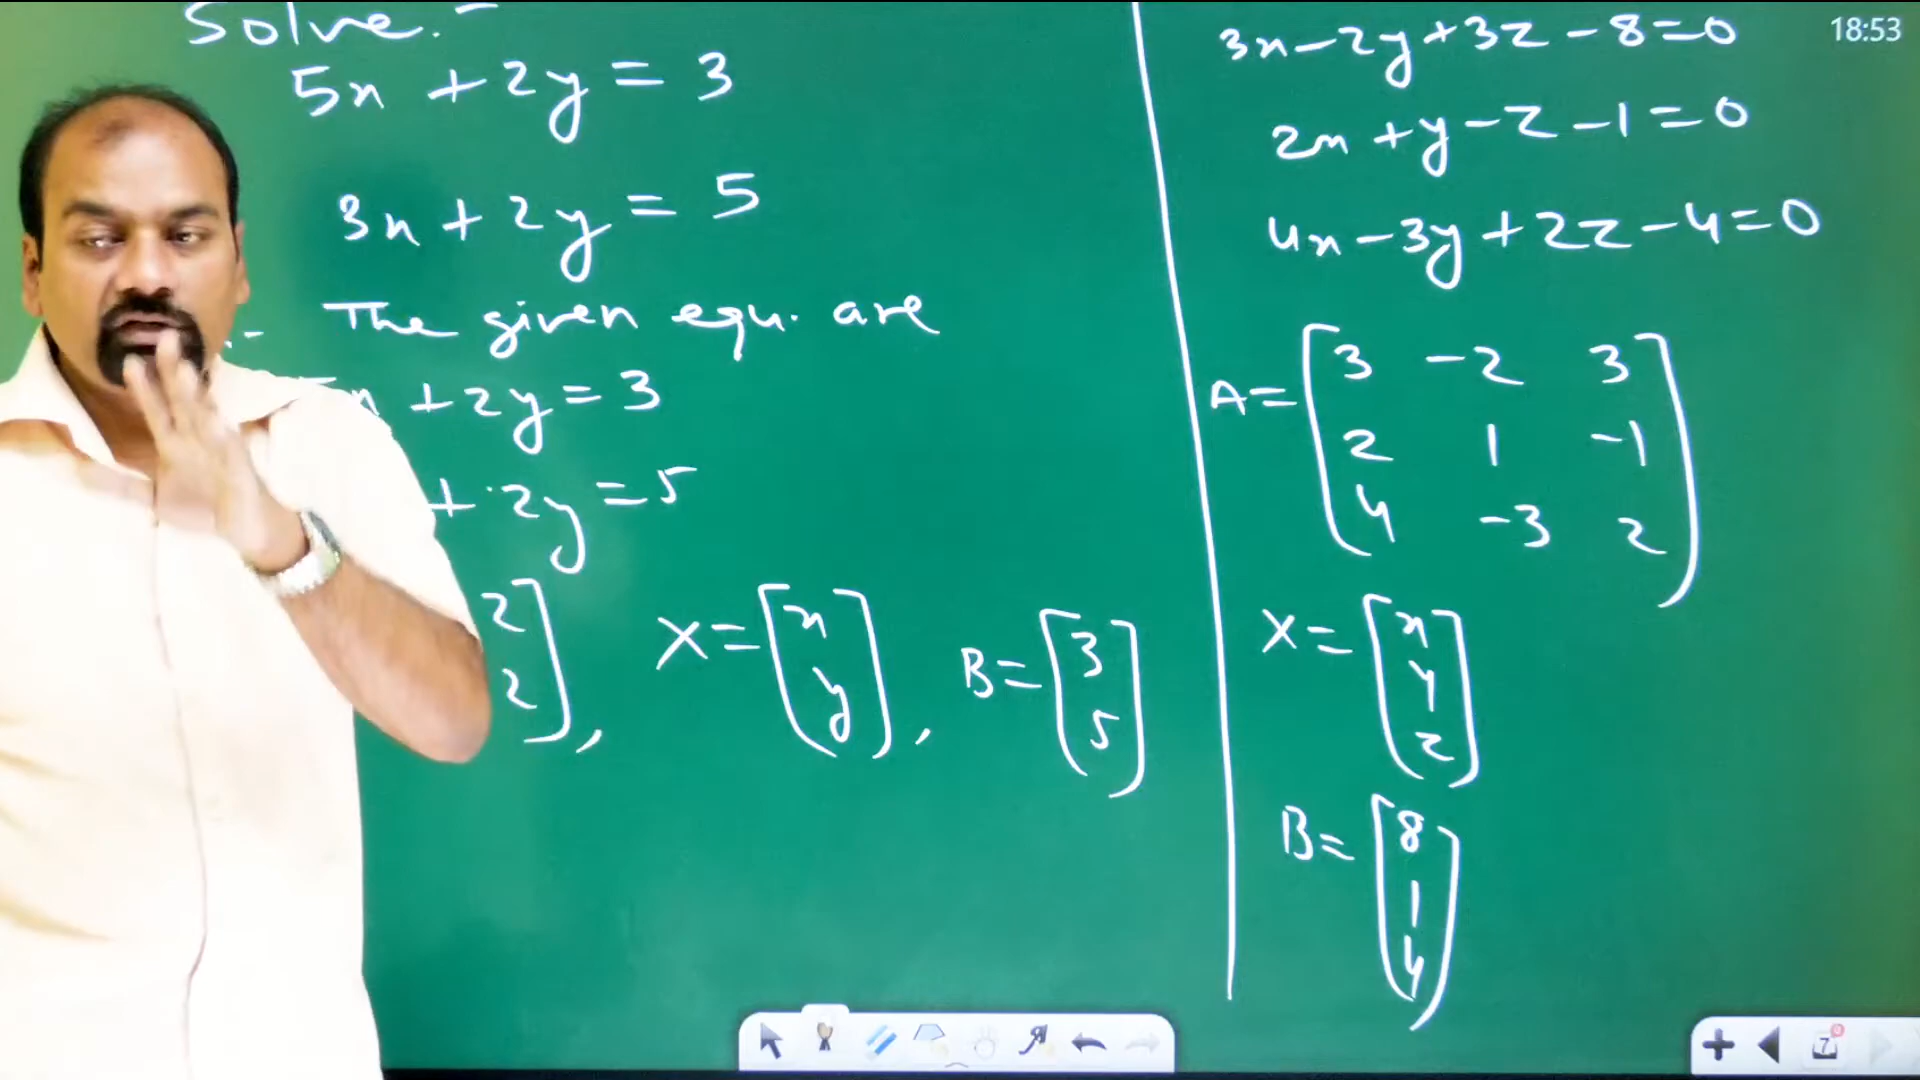 Solve:-
5x + 2y = 3
3x + 2y = 5
:- The given equ. are
x + 2y = 3
+ 2y = 5
2
2 ], X = [ x
y ], B = [ 3
5 ]
3x - 2y + 3z - 8 = 0
2x + y - z - 1 = 0
4x - 3y + 2z - 4 = 0
A = [ 3 -2 3
2 1 -1
4 -3 2 ]
X = [ x
y
z ]
B = [ 8
1
4 ]
18:53
7